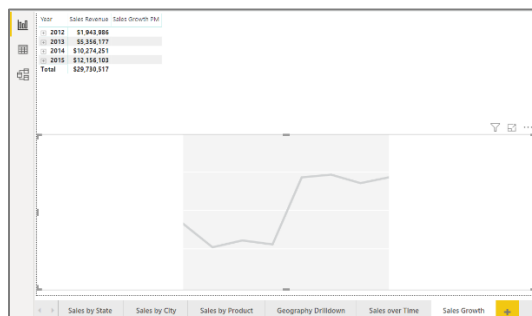 Year Sales Revenue Sales Growth PM
2012 $1,943,986
2013 $5,356,177
2014 $10,274,251
2015 $12,156,103
Total $29,730,517
Sales by State Sales by City Sales by Product Geography Drilldown Sales over Time Sales Growth +